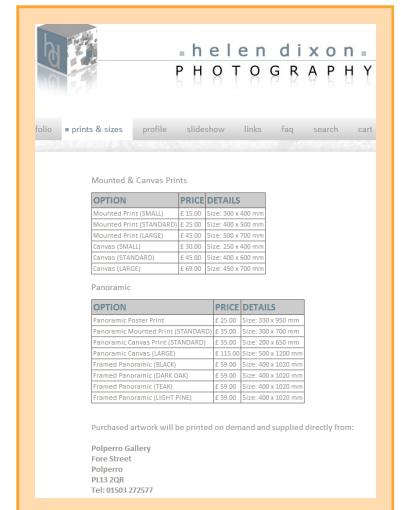 hd
helen dixon
PHOTOGRAPHY
folio prints & sizes profile slideshow links faq search cart
Mounted & Canvas Prints
OPTION PRICE DETAILS
Mounted Print (SMALL) £ 15.00 Size: 300 x 400 mm
Mounted Print (STANDARD) £ 25.00 Size: 400 x 500 mm
Mounted Print (LARGE) £ 45.00 Size: 500 x 700 mm
Canvas (SMALL) £ 30.00 Size: 250 x 400 mm
Canvas (STANDARD) £ 45.00 Size: 400 x 600 mm
Canvas (LARGE) £ 69.00 Size: 450 x 700 mm
Panoramic
OPTION PRICE DETAILS
Panoramic Poster Print £ 25.00 Size: 330 x 950 mm
Panoramic Mounted Print (STANDARD) £ 35.00 Size: 300 x 700 mm
Panoramic Canvas Print (STANDARD) £ 35.00 Size: 200 x 650 mm
Panoramic Canvas (LARGE) £ 115.00 Size: 500 x 1200 mm
Framed Panoramic (BLACK) £ 59.00 Size: 400 x 1020 mm
Framed Panoramic (DARK OAK) £ 59.00 Size: 400 x 1020 mm
Framed Panoramic (TEAK) £ 59.00 Size: 400 x 1020 mm
Framed Panoramic (LIGHT PINE) £ 59.00 Size: 400 x 1020 mm
Purchased artwork will be printed on demand and supplied directly from:
Polperro Gallery
Fore Street
Polperro
PL13 2QR
Tel: 01503 272577